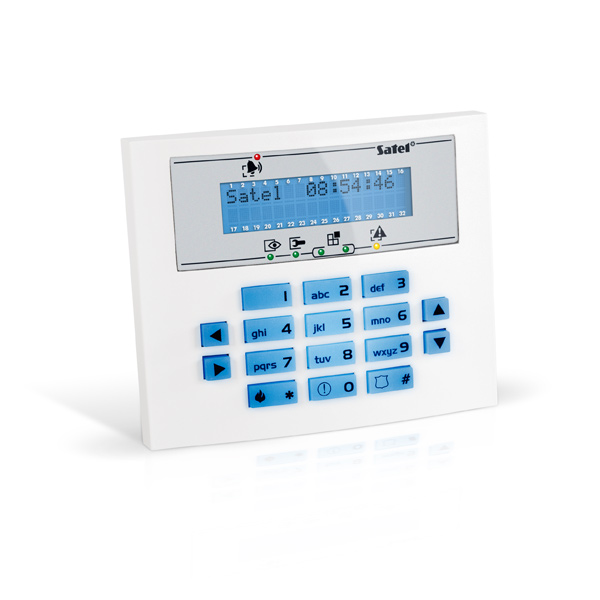 Satel®
1 2 3 4 5 6 7 8 9 10 11 12 13 14 15 16
Satel 08:54:46
17 18 19 20 21 22 23 24 25 26 27 28 29 30 31 32
1 abc 2 def 3
ghi 4 jkl 5 mno 6
pqrs 7 tuv 8 wxyz 9
* 0 #